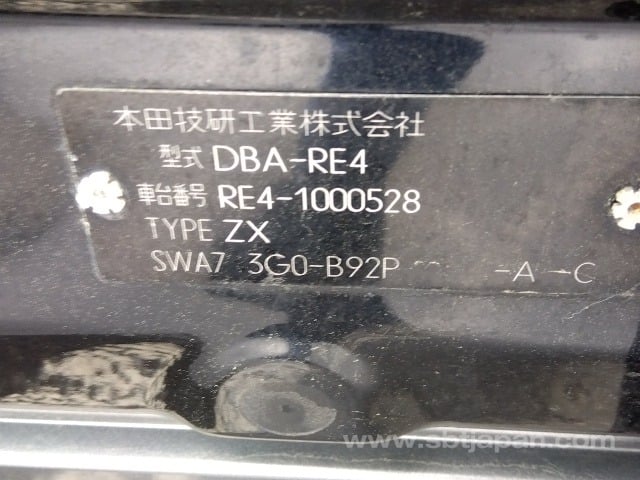 本田技研工業株式会社
型式 DBA-RE4
車台番号 RE4-1000528
TYPE ZX
SWA7 3G0-B92P -A -C
www.sbtjapan.com